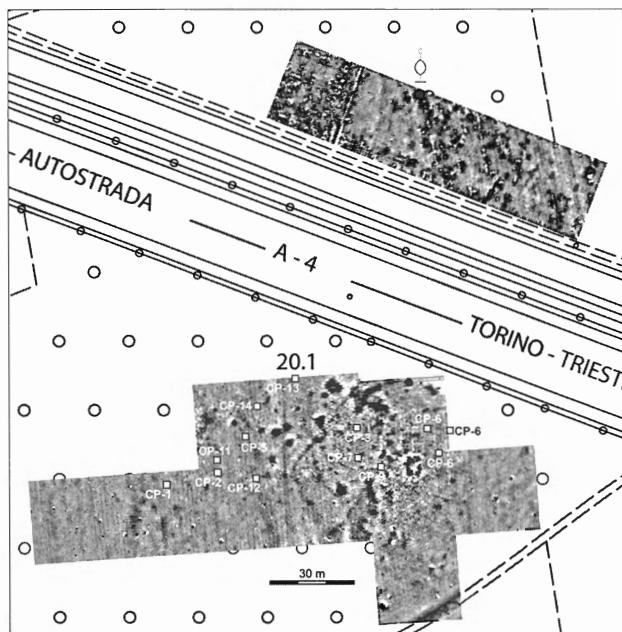 AUTOSTRADA
A - 4
TORINO - TRIEST
20.1
CP-13
CP-14
CP-3
CP-5
CP-6
CP-11
CP-7
CP-1
CP-2
CP-12
30 m